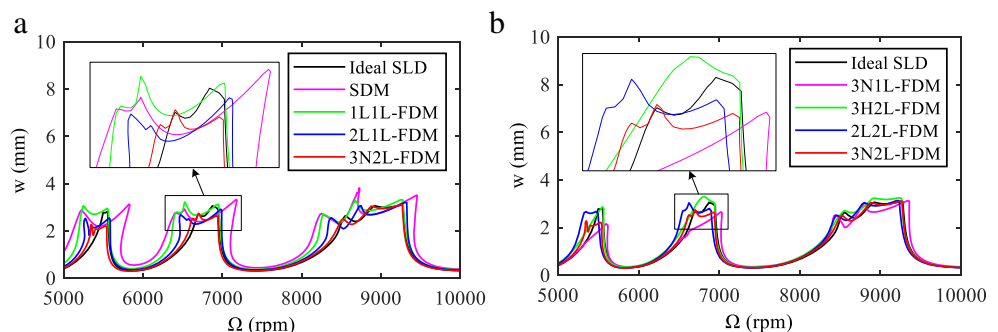 a
10
8
6
4
2
0
w (mm)
5000 6000 7000 8000 9000 10000
Ω (rpm)
Ideal SLD
SDM
1L1L-FDM
2L1L-FDM
3N2L-FDM
b
10
8
6
4
2
0
w (mm)
5000 6000 7000 8000 9000 10000
Ω (rpm)
Ideal SLD
3N1L-FDM
3H2L-FDM
2L2L-FDM
3N2L-FDM